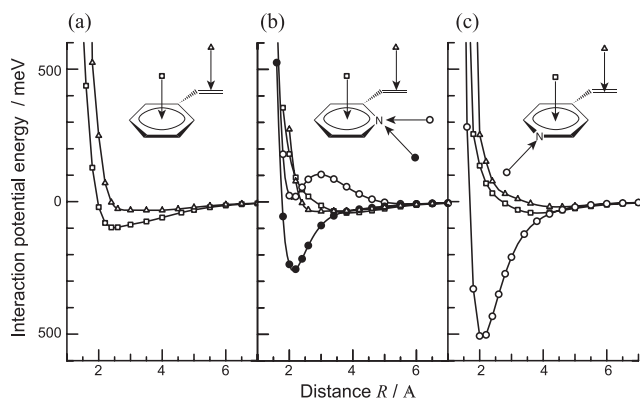 (a) (b) (c)
500
0
500
Interaction potential energy / meV
N
N
2 4 6 2 4 6 2 4 6
Distance R / A